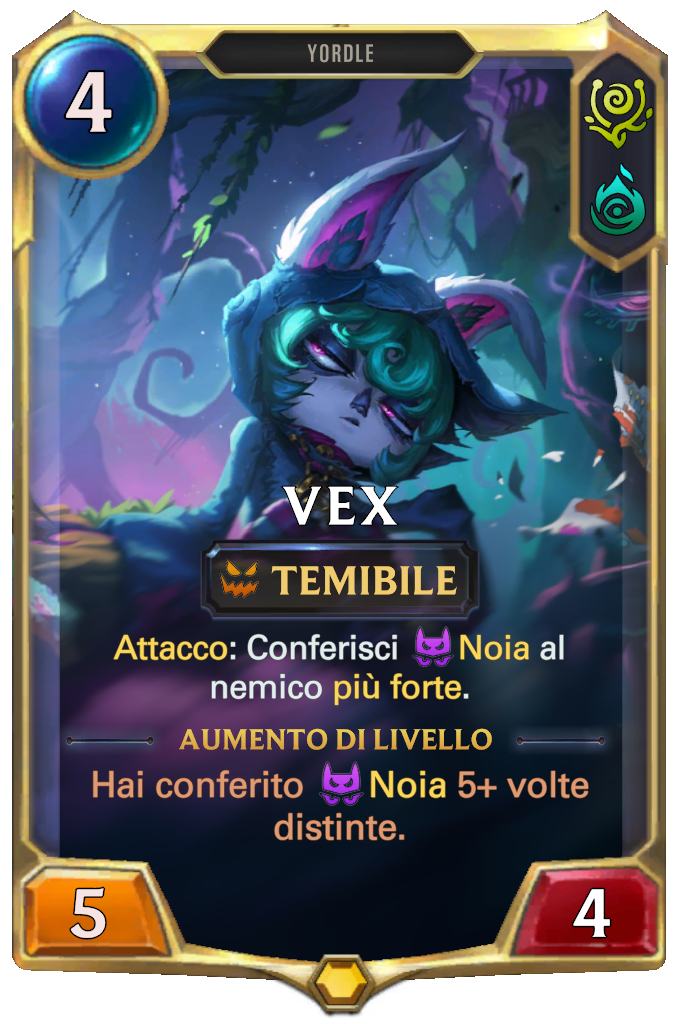 YORDLE
4
VEX
TEMIBILE
Attacco: Conferisci Noia al
nemico più forte.
AUMENTO DI LIVELLO
Hai conferito Noia 5+ volte
distinte.
5
4